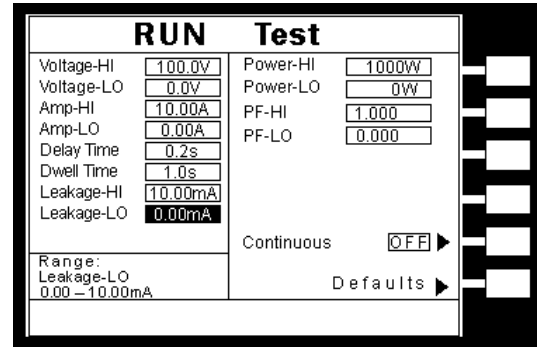 RUN Test
Voltage-HI 100.0V
Voltage-LO 0.0V
Amp-HI 10.00A
Amp-LO 0.00A
Delay Time 0.2s
Dwell Time 1.0s
Leakage-HI 10.00mA
Leakage-LO 0.00mA
Range:
Leakage-LO
0.00 – 10.00mA
Power-HI 1000W
Power-LO 0W
PF-HI 1.000
PF-LO 0.000
Continuous OFF
Defaults